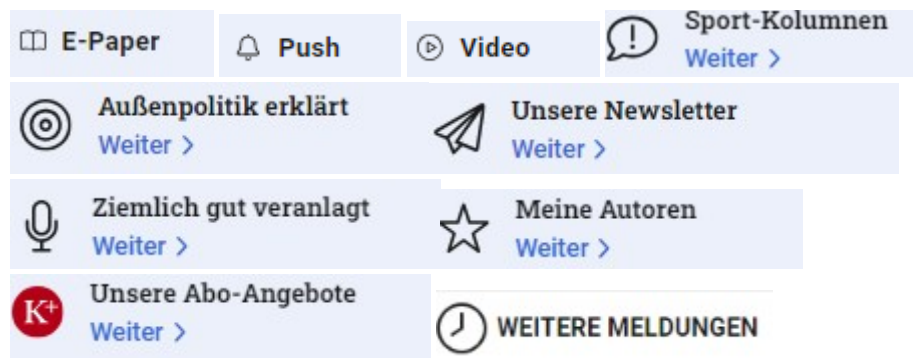 E-Paper
Push
Video
Sport-Kolumnen
Weiter >
Außenpolitik erklärt
Weiter >
Unsere Newsletter
Weiter >
Ziemlich gut veranlagt
Weiter >
Meine Autoren
Weiter >
K+
Unsere Abo-Angebote
Weiter >
WEITERE MELDUNGEN